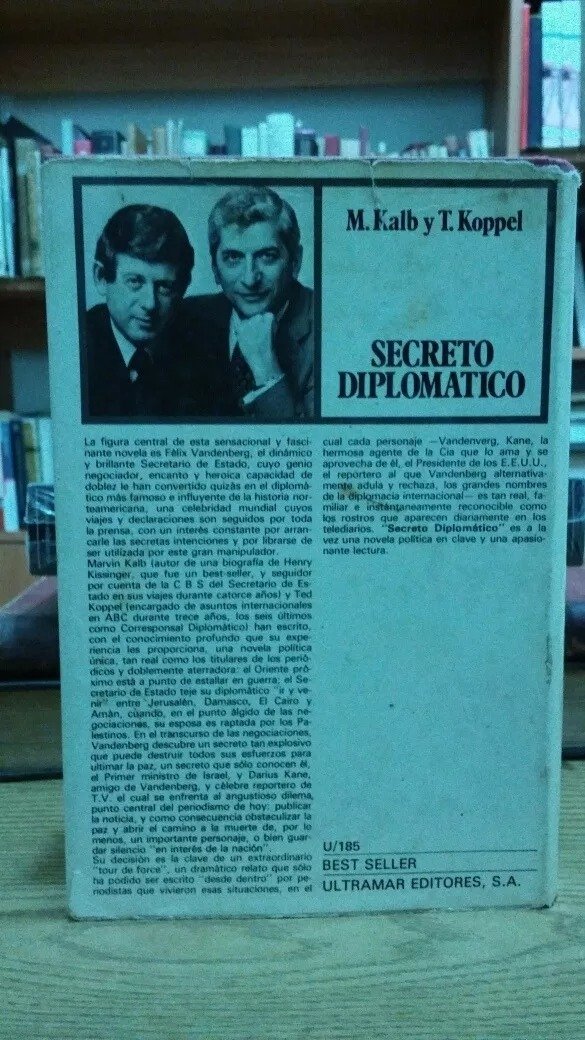 M. Kalb y T. Koppel
SECRETO
DIPLOMATICO
La figura central de esta sensacional y fasci-
nante novela es Félix Vandenberg, el dinámico
y brillante Secretario de Estado, cuyo genio
negociador, encanto y heroica capacidad de
doblez le han convertido quizás en el diplomá-
tico más famoso e influyente de la historia nor-
teamericana, una celebridad mundial cuyos
viajes y declaraciones son seguidos por toda
la prensa, con un interés constante por arran-
carle las secretas intenciones y por librarse de
ser utilizada por este gran manipulador.
Marvin Kalb (autor de una biografía de Henry
Kissinger, que fue un best-seller, y seguidor
por cuenta de la C B S del Secretario de Es-
tado en sus viajes durante catorce años) y Ted
Koppel (encargado de asuntos internacionales
en ABC durante trece años, los seis últimos
como Corresponsal Diplomático) han escrito,
con el conocimiento profundo que su expe-
riencia les proporciona, una novela política
única, tan real como los titulares de los perió-
dicos y doblemente aterradora: el Oriente pró-
ximo está a punto de estallar en guerra; el Se-
cretario de Estado teje su diplomático "ir y ve-
nir" entre Jerusalén, Damasco, El Cairo y
Amán, cuando, en el punto álgido de las ne-
gociaciones, su esposa es raptada por los Pa-
lestinos. En el transcurso de las negociaciones,
Vandenberg descubre un secreto tan explosivo
que puede destruir todos sus esfuerzos para
ultimar la paz, un secreto que sólo conocen él,
el Primer ministro de Israel, y Darius Kane,
amigo de Vandenberg, y célebre reportero de
T.V. el cual se enfrenta al angustioso dilema,
punto central del periodismo de hoy: publicar
la noticia, y como consecuencia obstaculizar la
paz y abrir el camino a la muerte de, por lo
menos, un importante personaje, o bien guar-
dar silencio "en interés de la nación".
Su decisión es la clave de un extraordinario
"tour de force", un dramático relato que sólo
ha podido ser escrito "desde dentro" por pe-
riodistas que vivieron esas situaciones, en el
cual cada personaje —Vandenverg, Kane, la
hermosa agente de la Cia que lo ama y se
aprovecha de él, el Presidente de los E.E.U.U.,
el reportero al que Vandenberg alternativa-
mente adula y rechaza, los grandes nombres
de la diplomacia internacional— es tan real, fa-
miliar e instantáneamente reconocible como
los rostros que aparecen diariamente en los
telediarios. "Secreto Diplomático" es a la
vez una novela política en clave y una apasio-
nante lectura.
U/185
BEST SELLER
ULTRAMAR EDITORES, S.A.